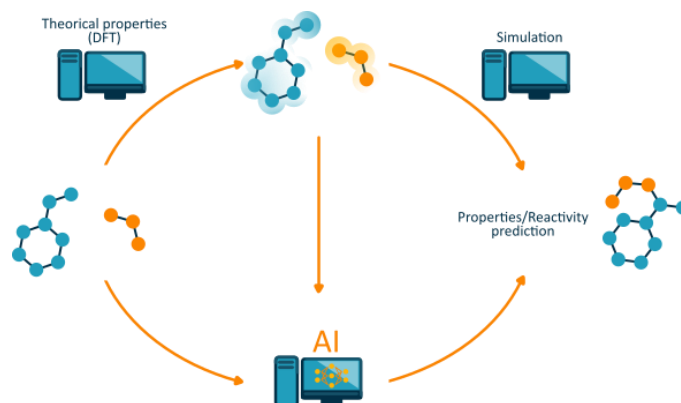 Theorical properties
(DFT)
Simulation
Properties/Reactivity
prediction
AI